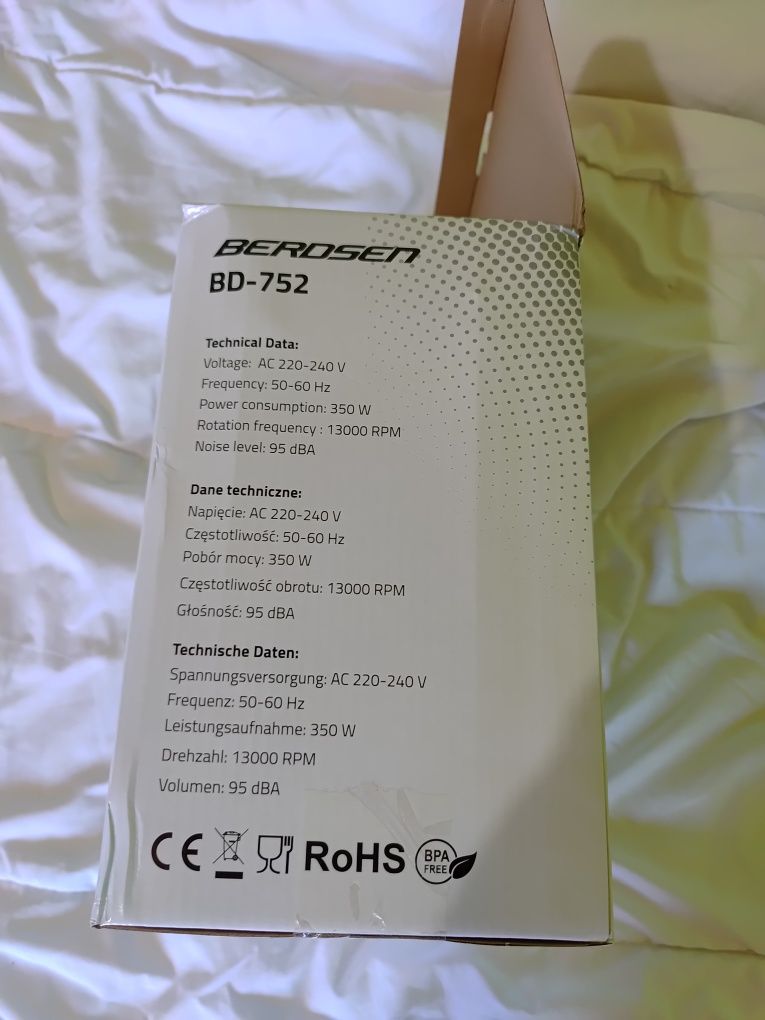 BERDSEN
BD-752
Technical Data:
Voltage: AC 220-240 V
Frequency: 50-60 Hz
Power consumption: 350 W
Rotation frequency : 13000 RPM
Noise level: 95 dBA
Dane techniczne:
Napięcie: AC 220-240 V
Częstotliwość: 50-60 Hz
Pobór mocy: 350 W
Częstotliwość obrotu: 13000 RPM
Głośność: 95 dBA
Technische Daten:
Spannungsversorgung: AC 220-240 V
Frequenz: 50-60 Hz
Leistungsaufnahme: 350 W
Drehzahl: 13000 RPM
Volumen: 95 dBA
CE RoHS BPA
FREE